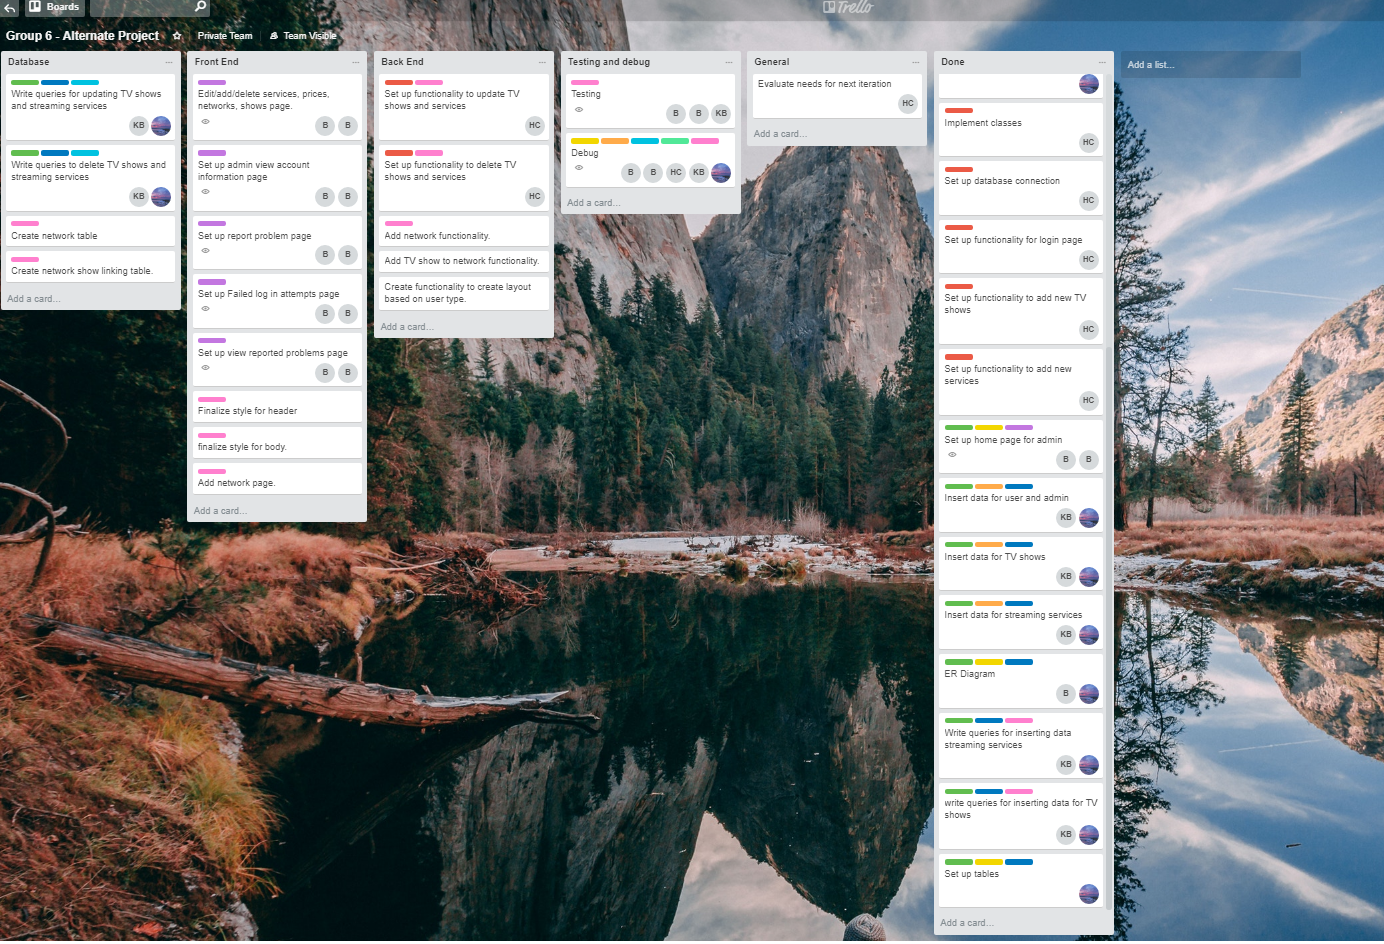 Boards
Trello
Group 6 - Alternate Project
Private Team
Team Visible
Database
Write queries for updating TV shows
and streaming services
KB
Write queries to delete TV shows and
streaming services
KB
Create network table
Create network show linking table.
Add a card...
Front End
Edit/add/delete services, prices,
networks, shows page.
B B
Set up admin view account
information page
B B
Set up report problem page
B B
Set up Failed log in attempts page
B B
Set up view reported problems page
B B
Finalize style for header
finalize style for body.
Add network page.
Add a card...
Back End
Set up functionality to update TV
shows and services
HC
Set up functionality to delete TV
shows and services
HC
Add network functionality.
Add TV show to network functionality.
Create functionality to create layout
based on user type.
Add a card...
Testing and debug
Testing
B B KB
Debug
B B HC KB
Add a card...
General
Evaluate needs for next iteration
HC
Add a card...
Done
Implement classes
HC
Set up database connection
HC
Set up functionality for login page
HC
Set up functionality to add new TV
shows
HC
Set up functionality to add new
services
HC
Set up home page for admin
B B
Insert data for user and admin
KB
Insert data for TV shows
KB
Insert data for streaming services
KB
ER Diagram
B
Write queries for inserting data
streaming services
KB
write queries for inserting data for TV
shows
KB
Set up tables
Add a card...
Add a list...